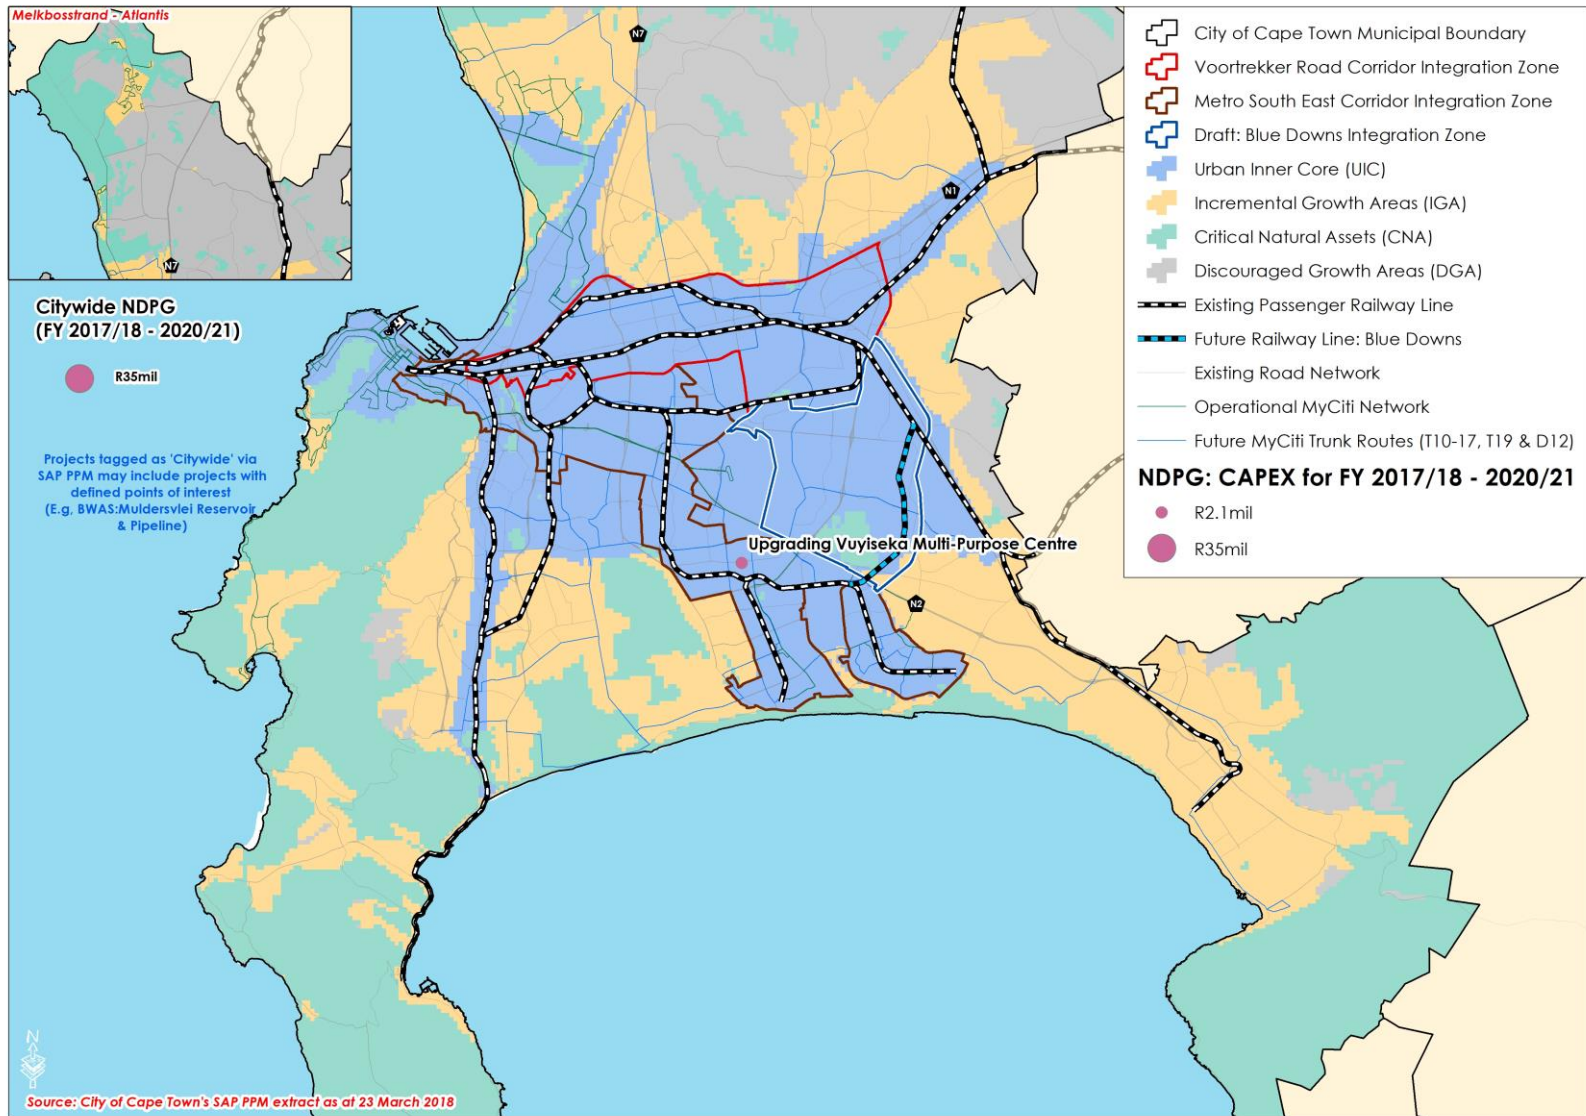 Melkbosstrand - Atlantis
N7
Citywide NDPG
(FY 2017/18 - 2020/21)
R35mil
Projects tagged as 'Citywide' via
SAP PPM may include projects with
defined points of interest
(E.g, BWAS:Muldersvlei Reservoir
& Pipeline)
N7
N1
Upgrading Vuyiseka Multi-Purpose Centre
N2
City of Cape Town Municipal Boundary
Voortrekker Road Corridor Integration Zone
Metro South East Corridor Integration Zone
Draft: Blue Downs Integration Zone
Urban Inner Core (UIC)
Incremental Growth Areas (IGA)
Critical Natural Assets (CNA)
Discouraged Growth Areas (DGA)
Existing Passenger Railway Line
Future Railway Line: Blue Downs
Existing Road Network
Operational MyCiti Network
Future MyCiti Trunk Routes (T10-17, T19 & D12)
NDPG: CAPEX for FY 2017/18 - 2020/21
R2.1mil
R35mil
N
Source: City of Cape Town's SAP PPM extract as at 23 March 2018